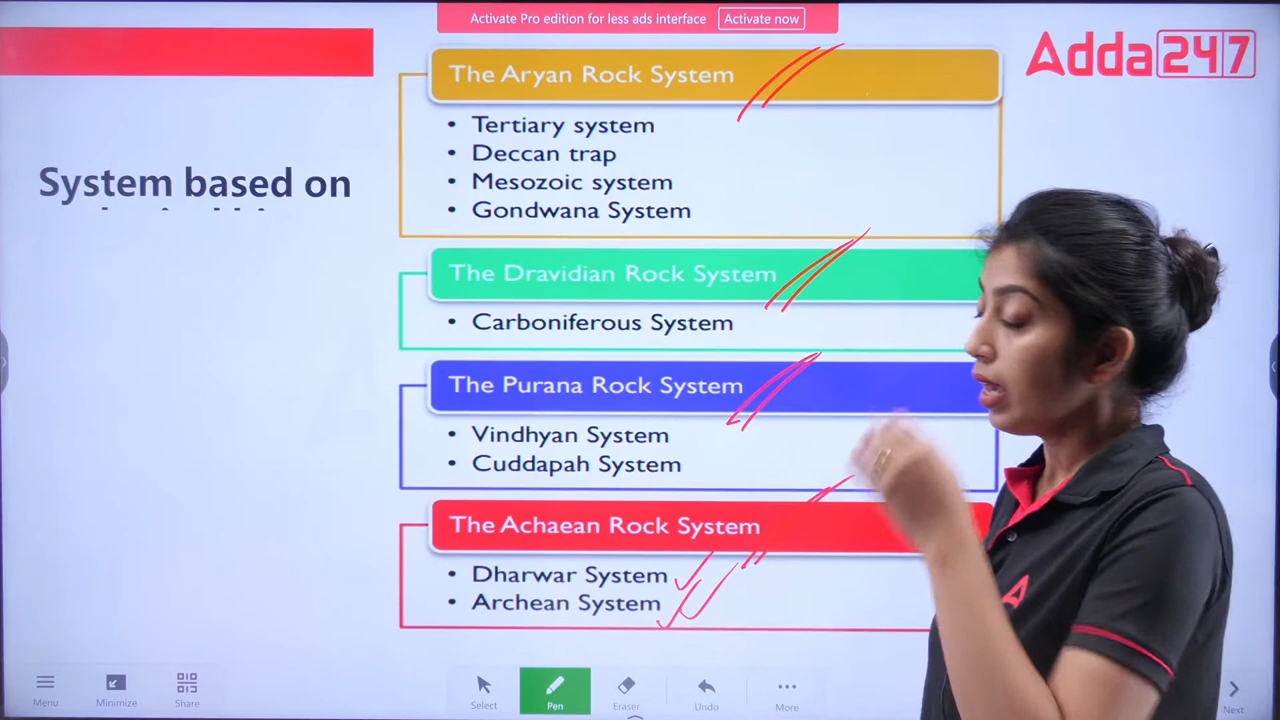 Activate Pro edition for less ads interface
Activate now
Adda247
System based on
The Aryan Rock System
• Tertiary system
• Deccan trap
• Mesozoic system
• Gondwana System
The Dravidian Rock System
• Carboniferous System
The Purana Rock System
• Vindhyan System
• Cuddapah System
The Achaean Rock System
• Dharwar System
• Archean System
Menu
Minimize
Share
Select
Pen
Eraser
Undo
More
Next